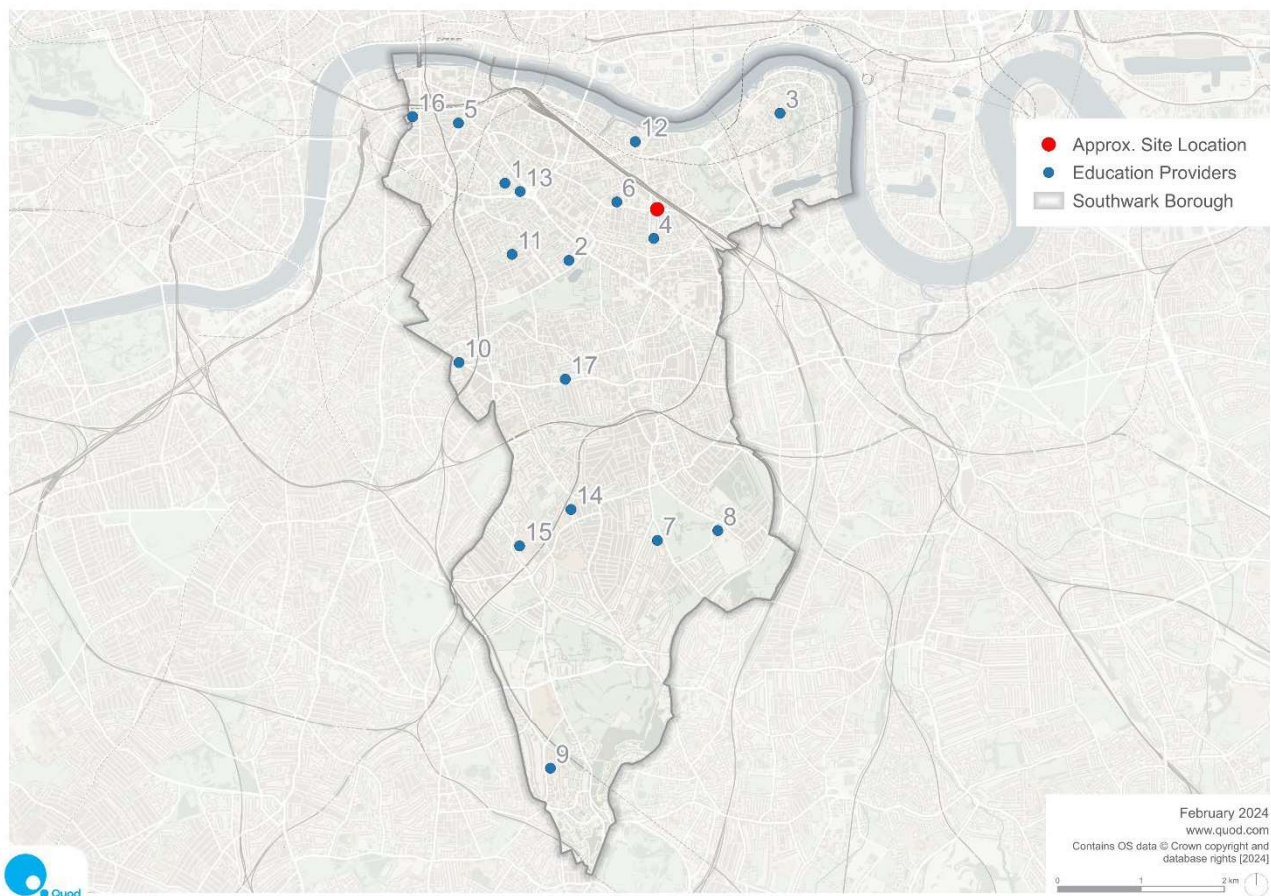 16
5
3
12
1
13
6
4
11
2
10
17
14
15
7
8
9
Approx. Site Location
Education Providers
Southwark Borough
February 2024
www.quod.com
Contains OS data © Crown copyright and
database rights [2024]
0 1 2 km
Quod